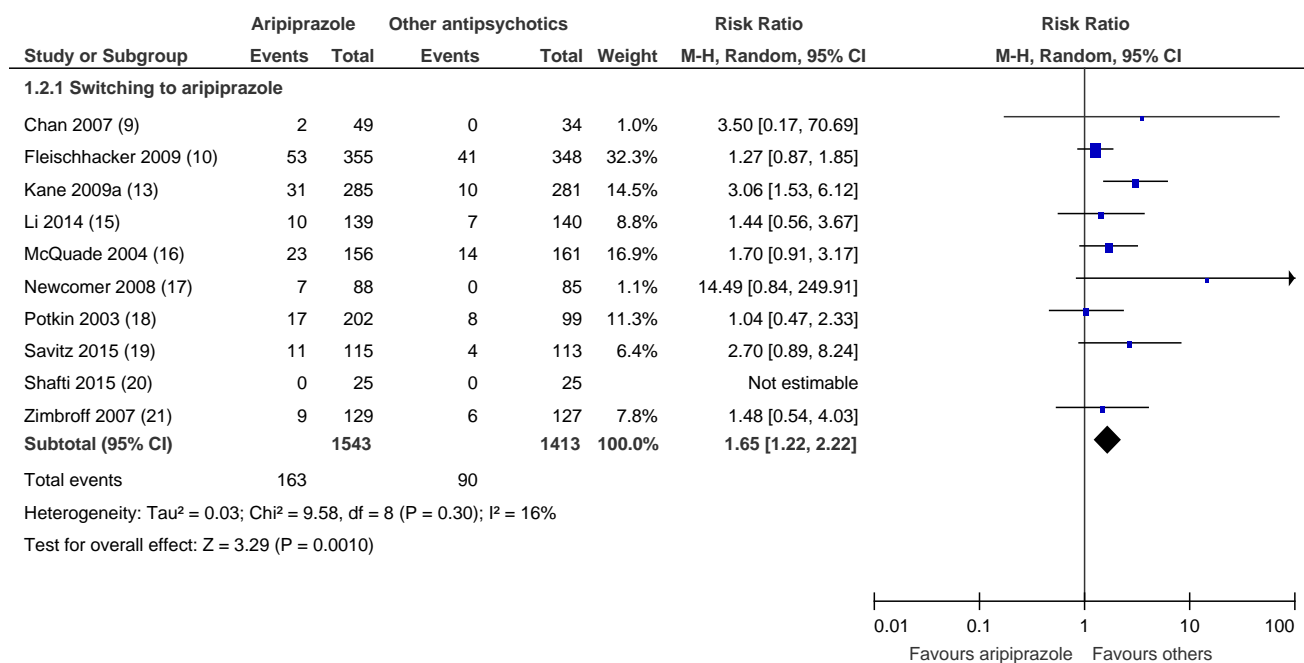 Aripiprazole Other antipsychotics Risk Ratio Risk Ratio
Study or Subgroup Events Total Events Total Weight M-H, Random, 95% CI M-H, Random, 95% CI
1.2.1 Switching to aripiprazole
Chan 2007 (9) 2 49 0 34 1.0% 3.50 [0.17, 70.69]
Fleischhacker 2009 (10) 53 355 41 348 32.3% 1.27 [0.87, 1.85]
Kane 2009a (13) 31 285 10 281 14.5% 3.06 [1.53, 6.12]
Li 2014 (15) 10 139 7 140 8.8% 1.44 [0.56, 3.67]
McQuade 2004 (16) 23 156 14 161 16.9% 1.70 [0.91, 3.17]
Newcomer 2008 (17) 7 88 0 85 1.1% 14.49 [0.84, 249.91]
Potkin 2003 (18) 17 202 8 99 11.3% 1.04 [0.47, 2.33]
Savitz 2015 (19) 11 115 4 113 6.4% 2.70 [0.89, 8.24]
Shafti 2015 (20) 0 25 0 25 Not estimable
Zimbroff 2007 (21) 9 129 6 127 7.8% 1.48 [0.54, 4.03]
Subtotal (95% CI) 1543 1413 100.0% 1.65 [1.22, 2.22]
Total events 163 90
Heterogeneity: Tau² = 0.03; Chi² = 9.58, df = 8 (P = 0.30); I² = 16%
Test for overall effect: Z = 3.29 (P = 0.0010)
0.01 0.1 1 10 100
Favours aripiprazole Favours others